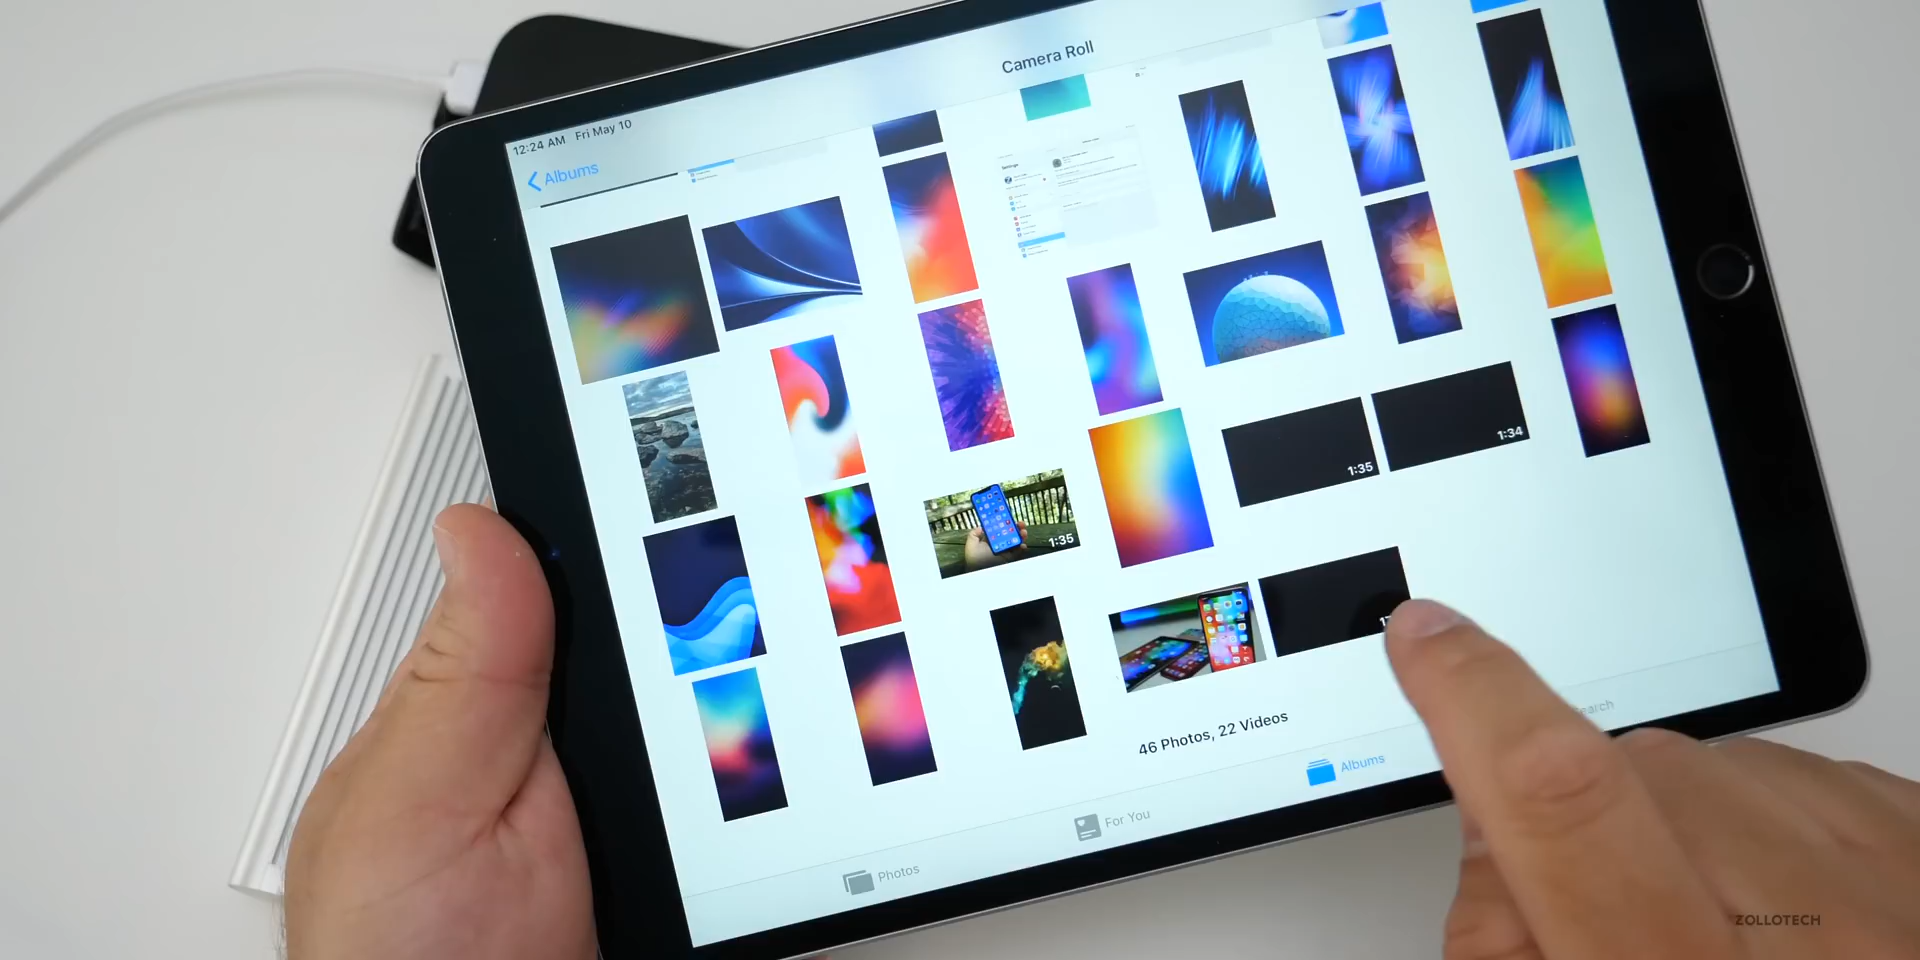 Camera Roll
12:24 AM Fri May 10
Albums
Settings
1:35
1:34
1:35
46 Photos, 22 Videos
Photos
For You
Albums
ZOLLOTECH